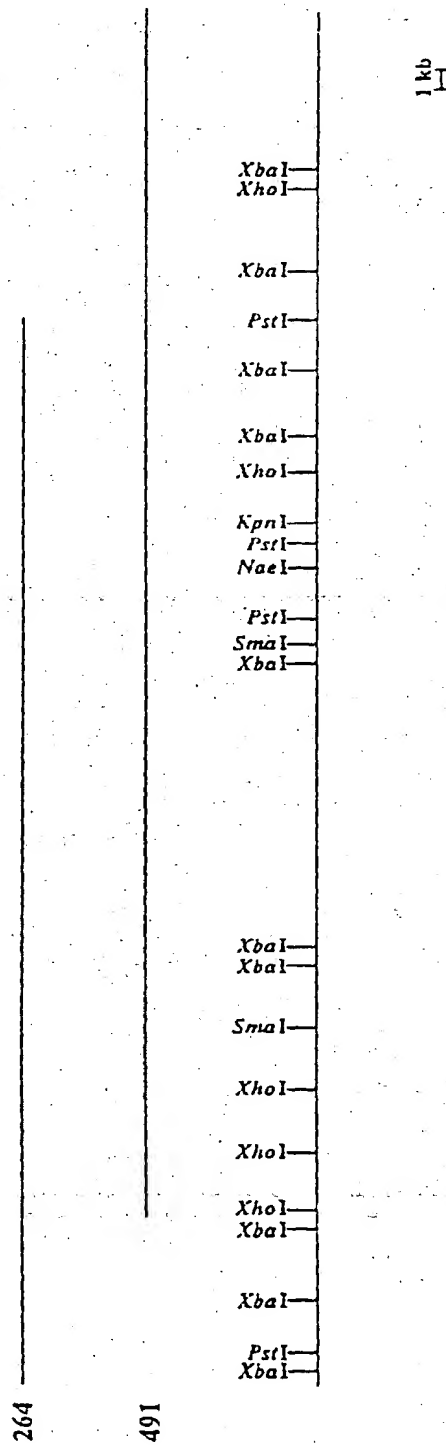 1 kb
XbaI
XhoI
XbaI
PstI
XbaI
XbaI
XhoI
KpnI
PstI
NaeI
PstI
SmaI
XbaI
XbaI
XbaI
SmaI
XhoI
XhoI
XhoI
XbaI
XbaI
PstI
XbaI
264
491